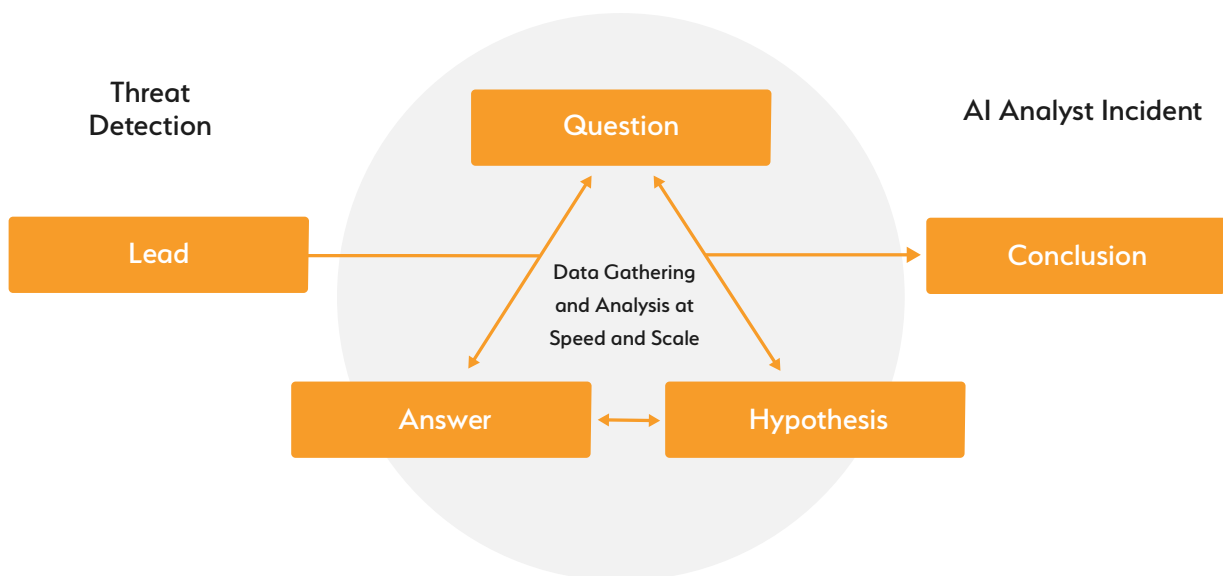 Threat
Detection
Question
AI Analyst Incident
Lead
Conclusion
Data Gathering
and Analysis at
Speed and Scale
Answer
Hypothesis